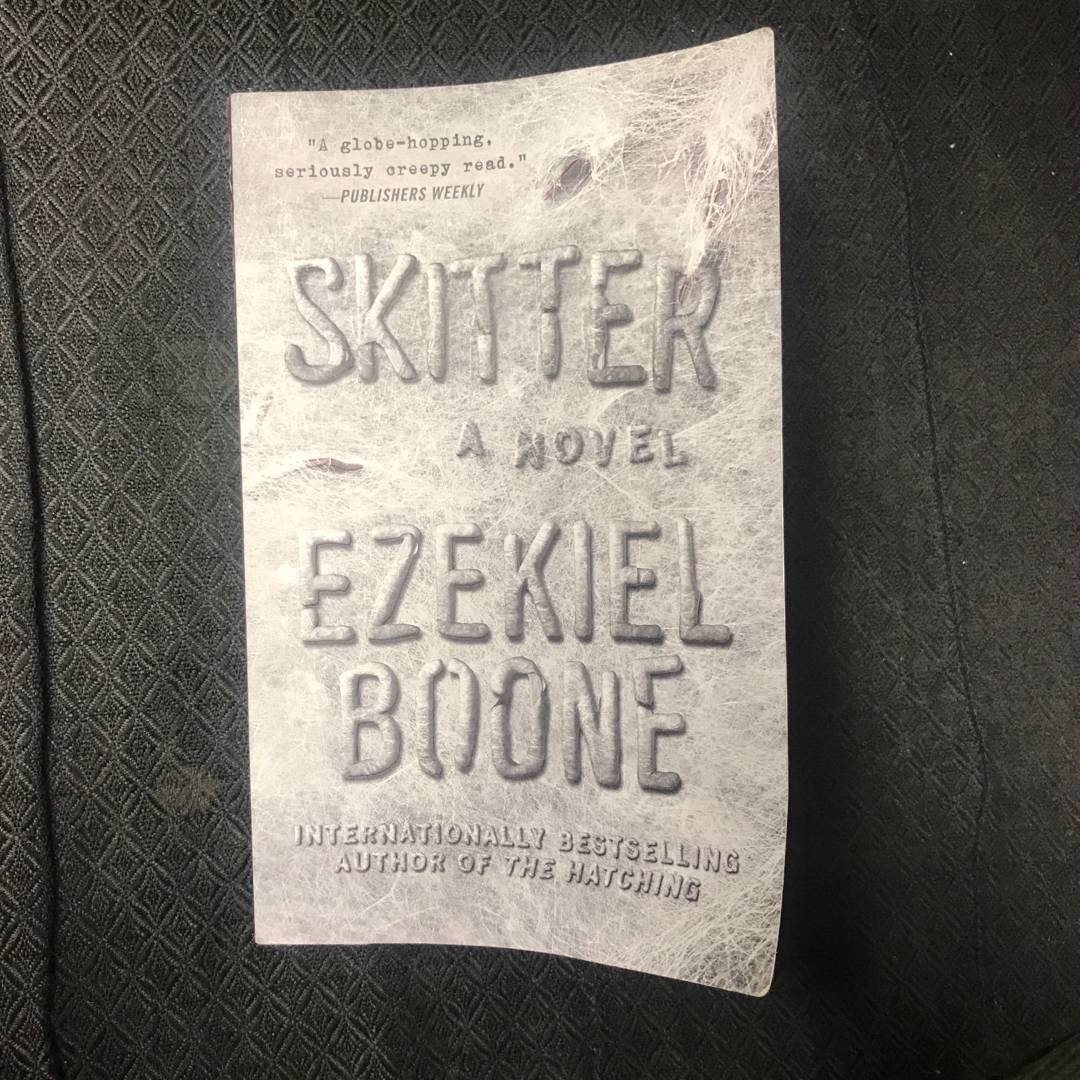 "A globe-hopping,
seriously creepy read."
—PUBLISHERS WEEKLY
SKITTER
A NOVEL
EZEKIEL
BOONE
INTERNATIONALLY BESTSELLING
AUTHOR OF THE HATCHING